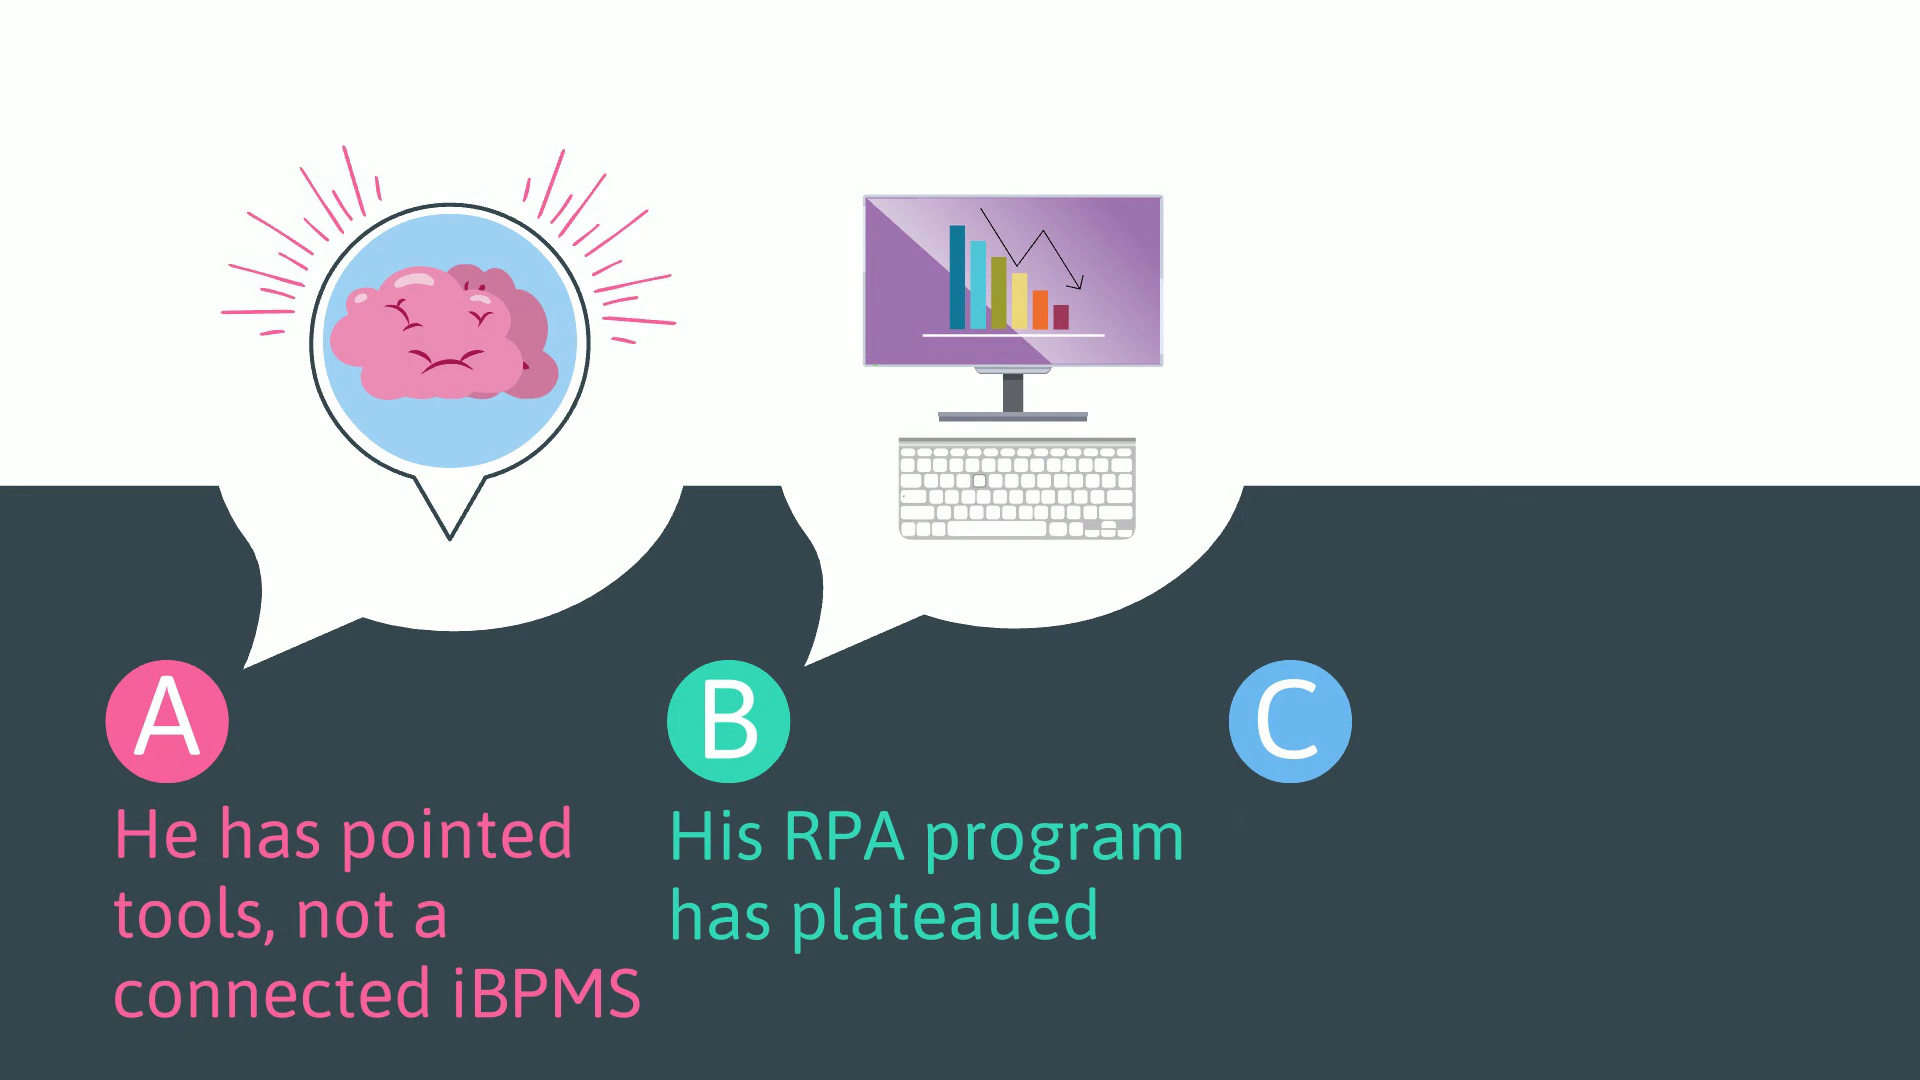 A
He has pointed
tools, not a
connected iBPMS
B
His RPA program
has plateaued
C